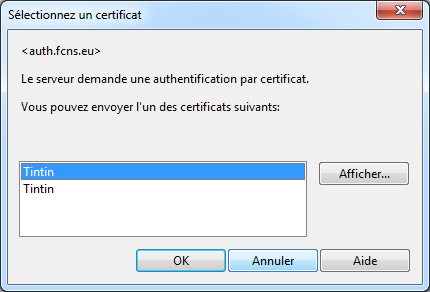 Sélectionnez un certificat
<auth.fcns.eu>
Le serveur demande une authentification par certificat.
Vous pouvez envoyer l'un des certificats suivants:
Tintin
Tintin
Afficher...
OK
Annuler
Aide